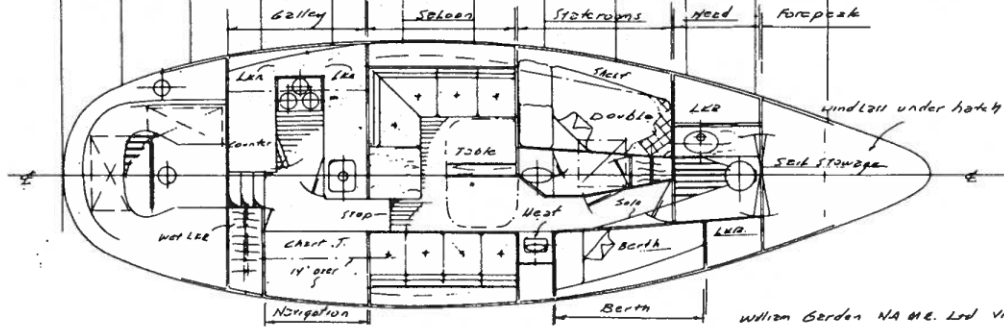 Galley Saloon Staterooms Head Forepeak
LKR LKR Shelf LKR windlass under hatch
Double
Counter Table Sail Stowage
℄ ℄
Step Heat Solo
Wet LKR Chart T. Berth LKR.
14" over
Navigation Berth
William Garden NA ME. Ltd